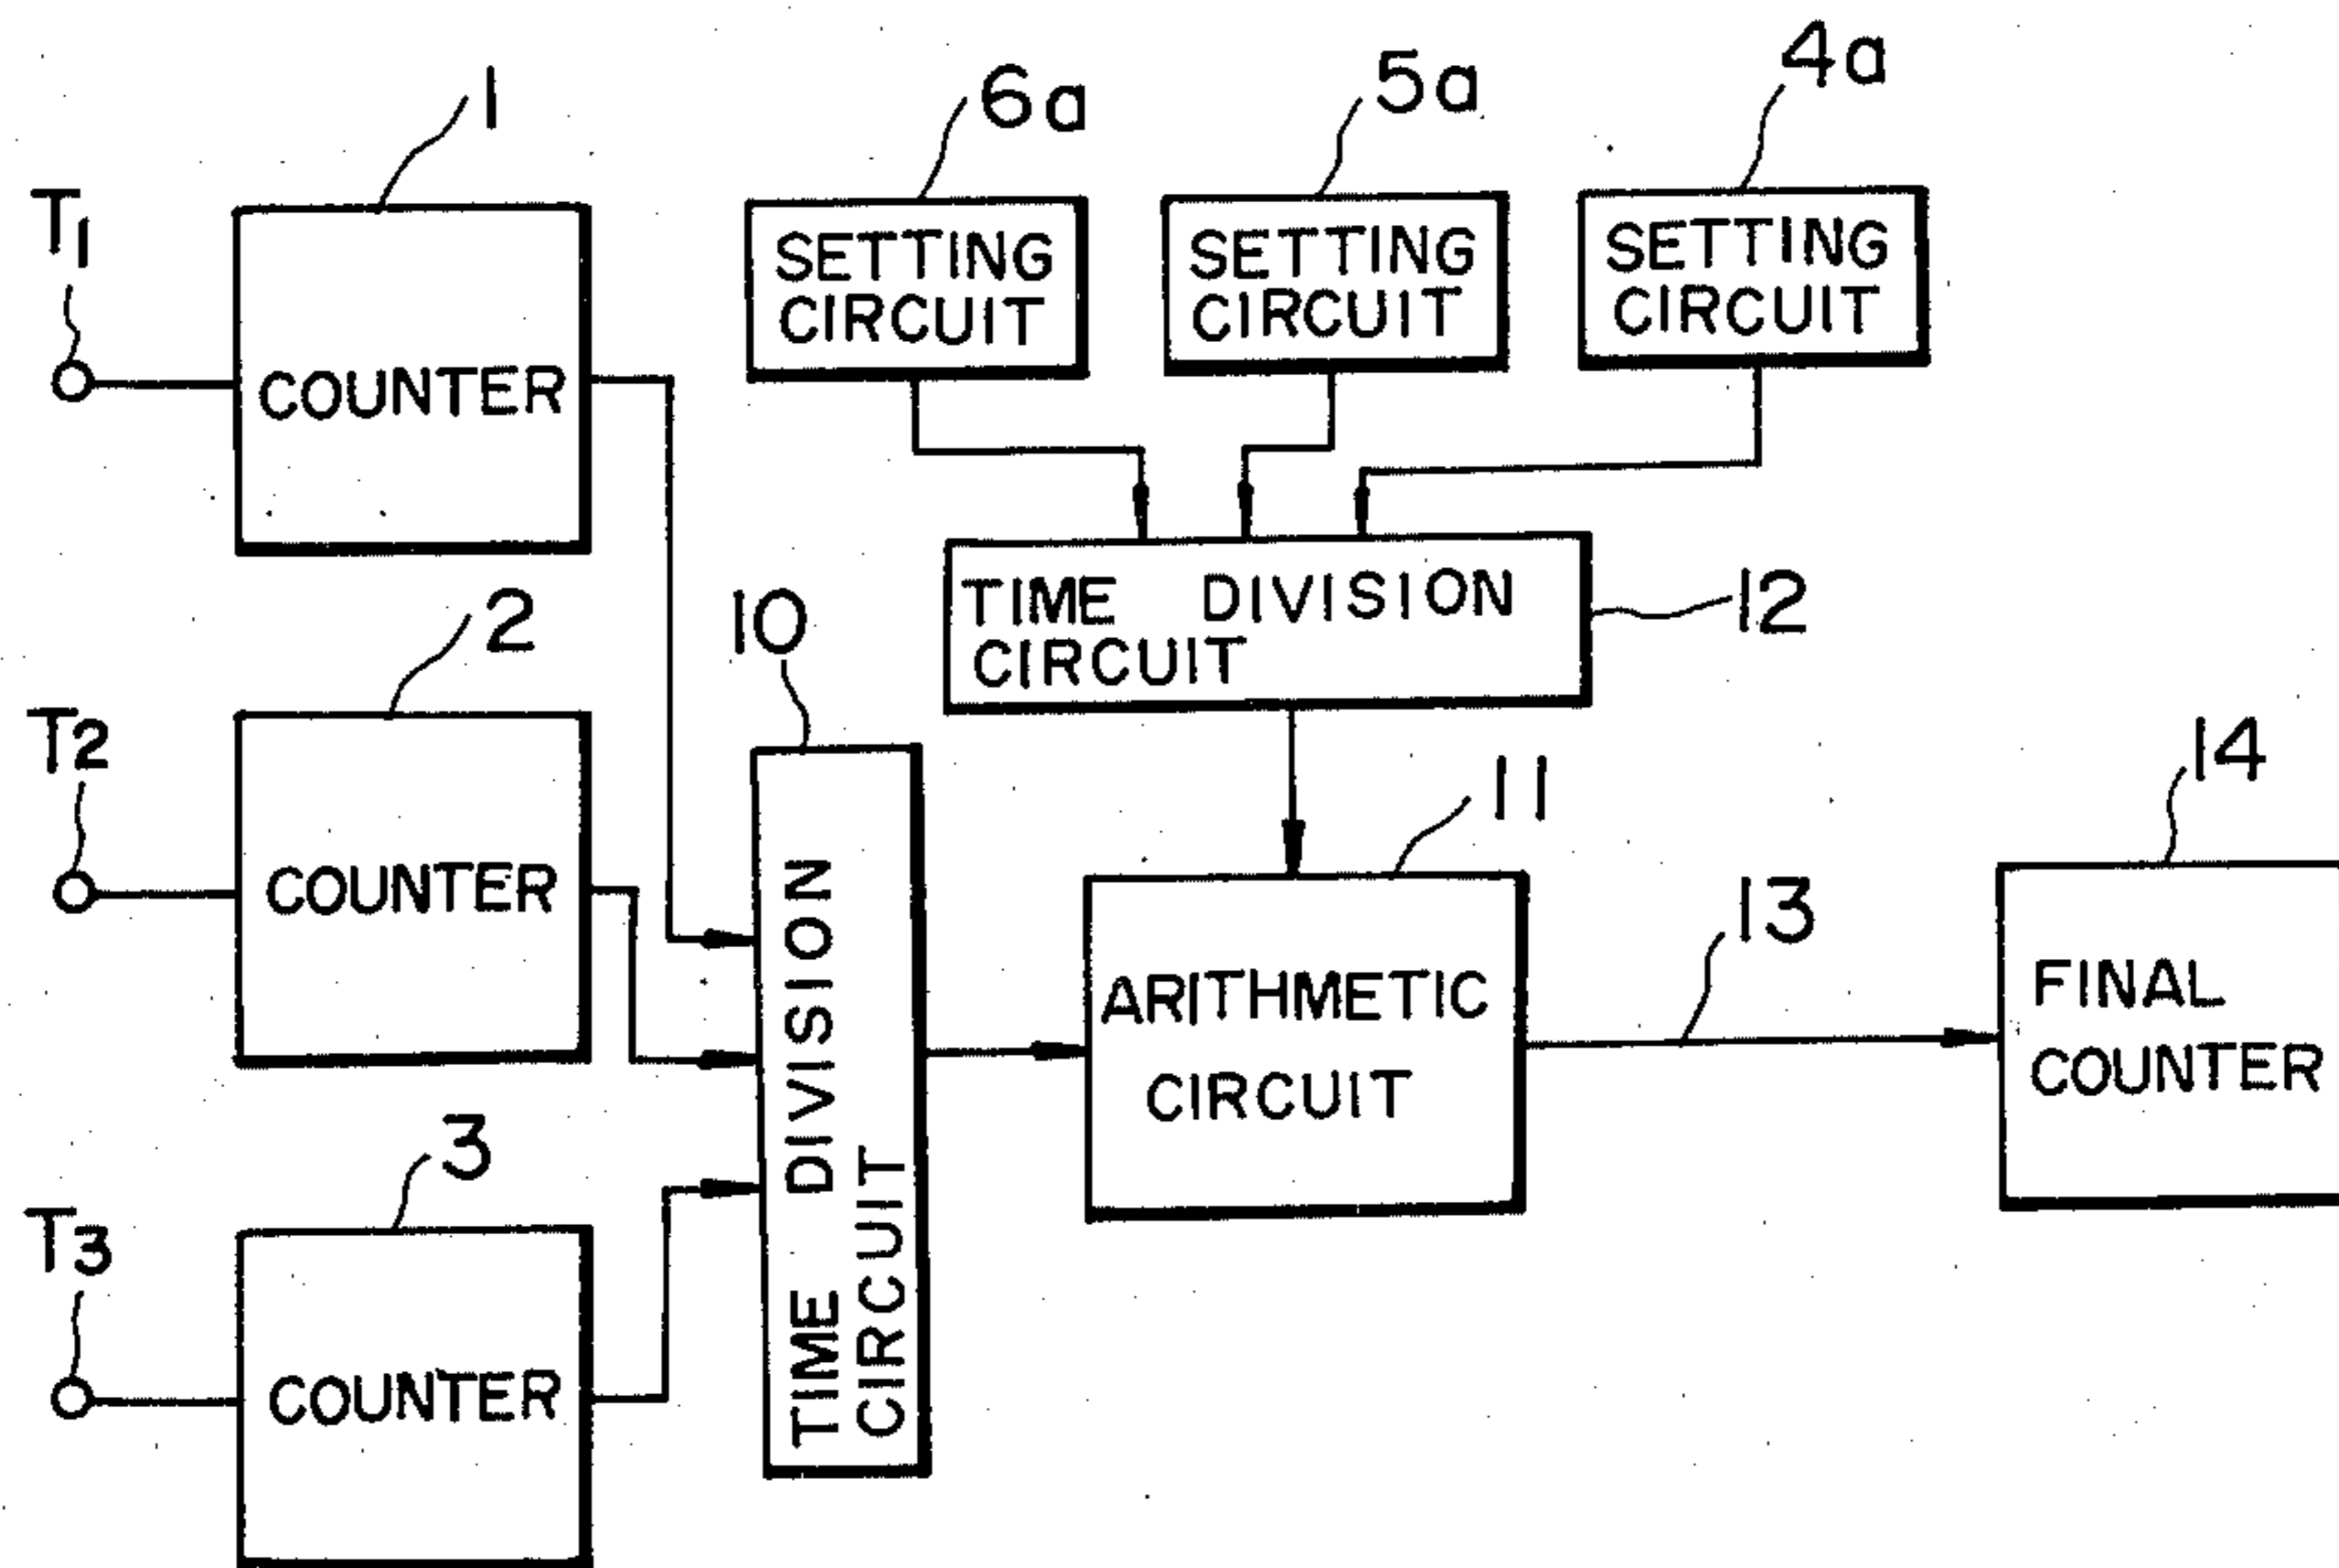 1
6a
5a
4a
T1
SETTING
CIRCUIT
SETTING
CIRCUIT
SETTING
CIRCUIT
COUNTER
2
10
TIME DIVISION
CIRCUIT
12
T2
COUNTER
11
14
13
TIME DIVISION
CIRCUIT
ARITHMETIC
CIRCUIT
FINAL
COUNTER
3
T3
COUNTER